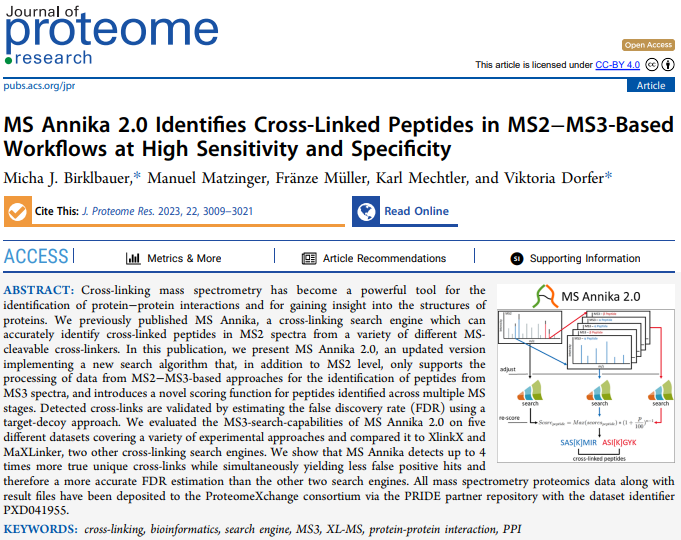 Journal of
proteome
research
Open Access
This article is licensed under CC-BY 4.0
pubs.acs.org/jpr
Article
MS Annika 2.0 Identifies Cross-Linked Peptides in MS2−MS3-Based
Workflows at High Sensitivity and Specificity
Micha J. Birklbauer,* Manuel Matzinger, Fränze Müller, Karl Mechtler, and Viktoria Dorfer*
Cite This: J. Proteome Res. 2023, 22, 3009−3021
Read Online
ACCESS
Metrics & More
Article Recommendations
SI Supporting Information
ABSTRACT: Cross-linking mass spectrometry has become a powerful tool for the
identification of protein−protein interactions and for gaining insight into the structures of
proteins. We previously published MS Annika, a cross-linking search engine which can
accurately identify cross-linked peptides in MS2 spectra from a variety of different MS-
cleavable cross-linkers. In this publication, we present MS Annika 2.0, an updated version
implementing a new search algorithm that, in addition to MS2 level, only supports the
processing of data from MS2−MS3-based approaches for the identification of peptides from
MS3 spectra, and introduces a novel scoring function for peptides identified across multiple MS
stages. Detected cross-links are validated by estimating the false discovery rate (FDR) using a
target-decoy approach. We evaluated the MS3-search-capabilities of MS Annika 2.0 on five
different datasets covering a variety of experimental approaches and compared it to XlinkX and
MaXLinker, two other cross-linking search engines. We show that MS Annika detects up to 4
times more true unique cross-links while simultaneously yielding less false positive hits and
therefore a more accurate FDR estimation than the other two search engines. All mass spectrometry proteomics data along with
result files have been deposited to the ProteomeXchange consortium via the PRIDE partner repository with the dataset identifier
PXD041955.
MS Annika 2.0
adjust
search
search
search
re-score
SAS[K]MIR ASI[K]GYK
cross-linked peptides
KEYWORDS: cross-linking, bioinformatics, search engine, MS3, XL-MS, protein-protein interaction, PPI